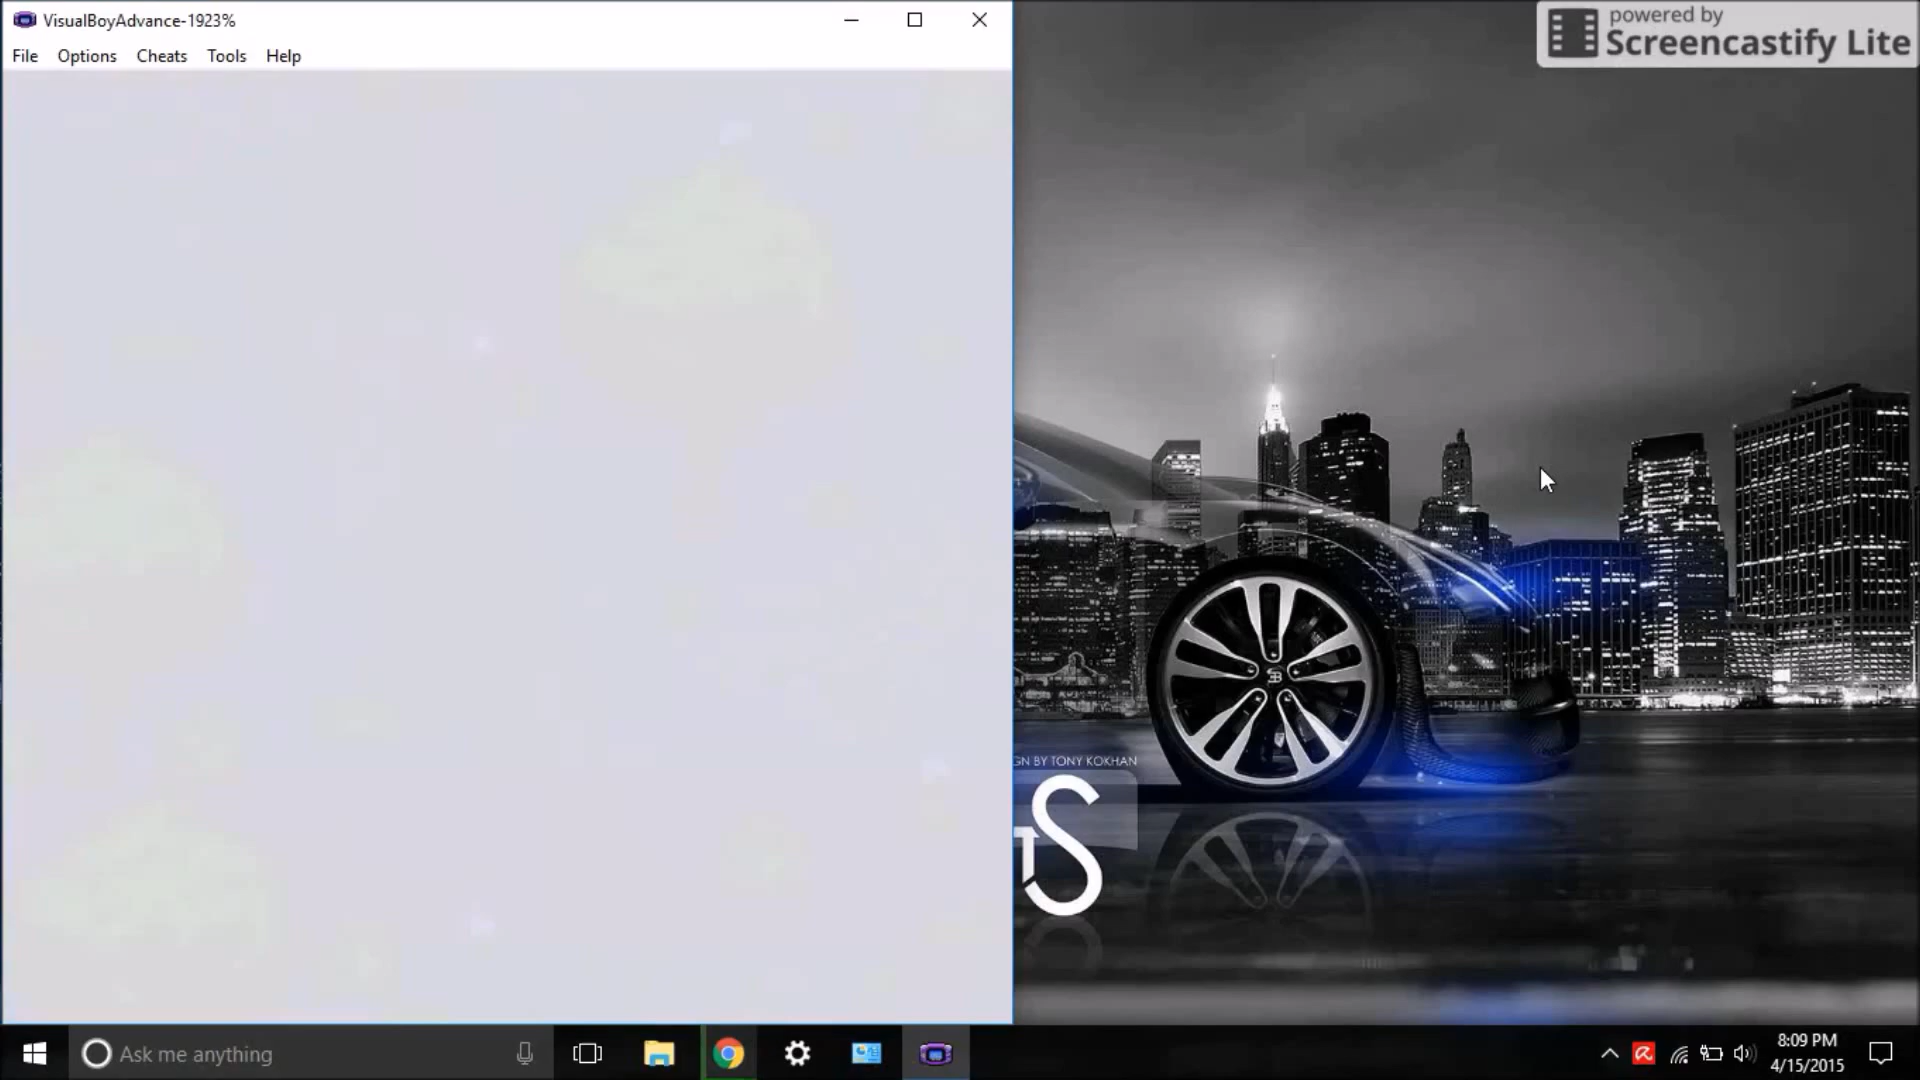 VisualBoyAdvance-1923%
File Options Cheats Tools Help
powered by
Screencastify Lite
GN BY TONY KOKHAN
Ask me anything
8:09 PM
4/15/2015